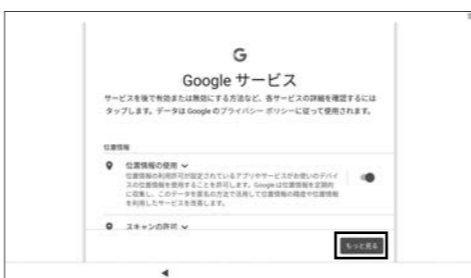 G
Google サービス
サービスを後で有効または無効にする方法など、各サービスの詳細を確認するには
タップします。データは Google のプライバシー ポリシーに従って使用されます。
位置情報
位置情報の使用
位置情報の利用許可が設定されているアプリやサービスがお使いのデバイ
スの位置情報を使用することを許可します。Google は位置情報を定期的
に収集し、このデータを匿名の方法で活用して位置情報の精度や位置情報
を利用したサービスを改善します。
スキャンの許可
もっと見る